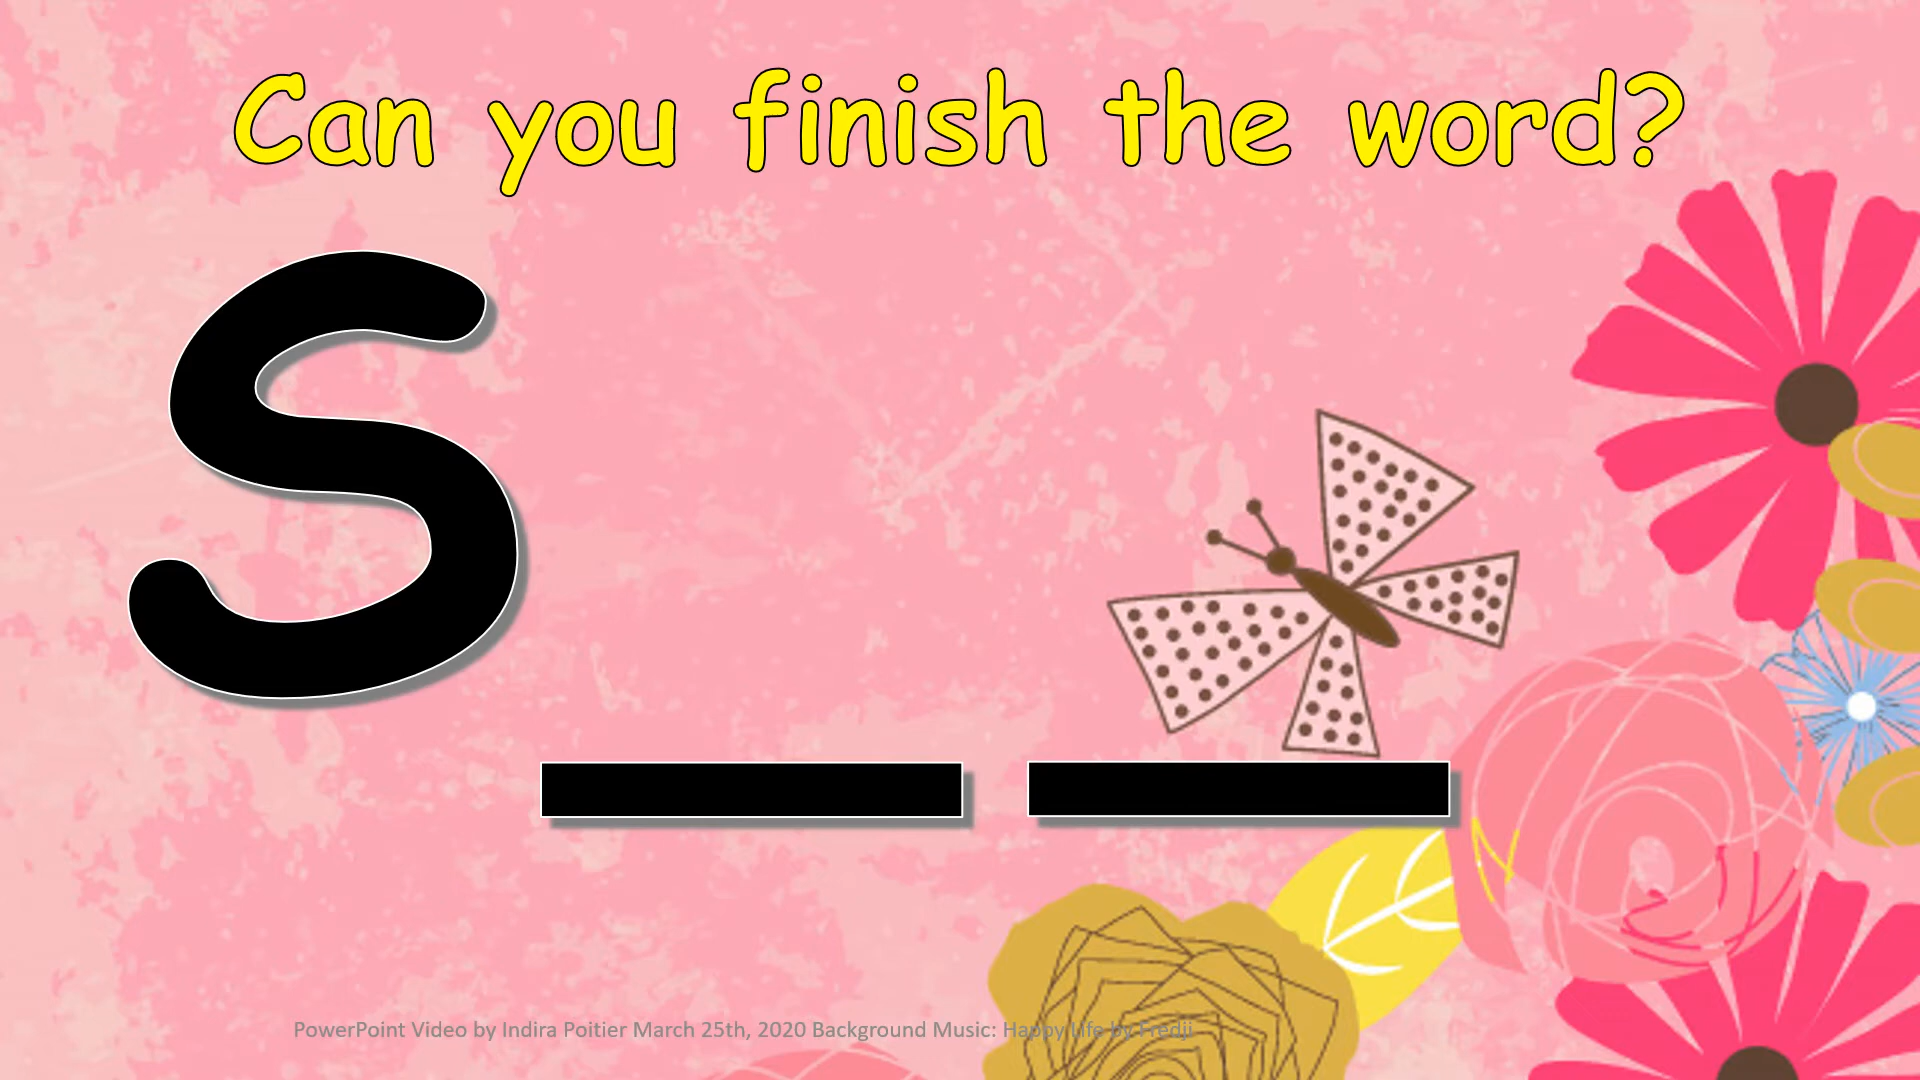 Can you finish the word?
S _ _
PowerPoint Video by Indira Poitier March 25th, 2020 Background Music: Happy Life by Fredji